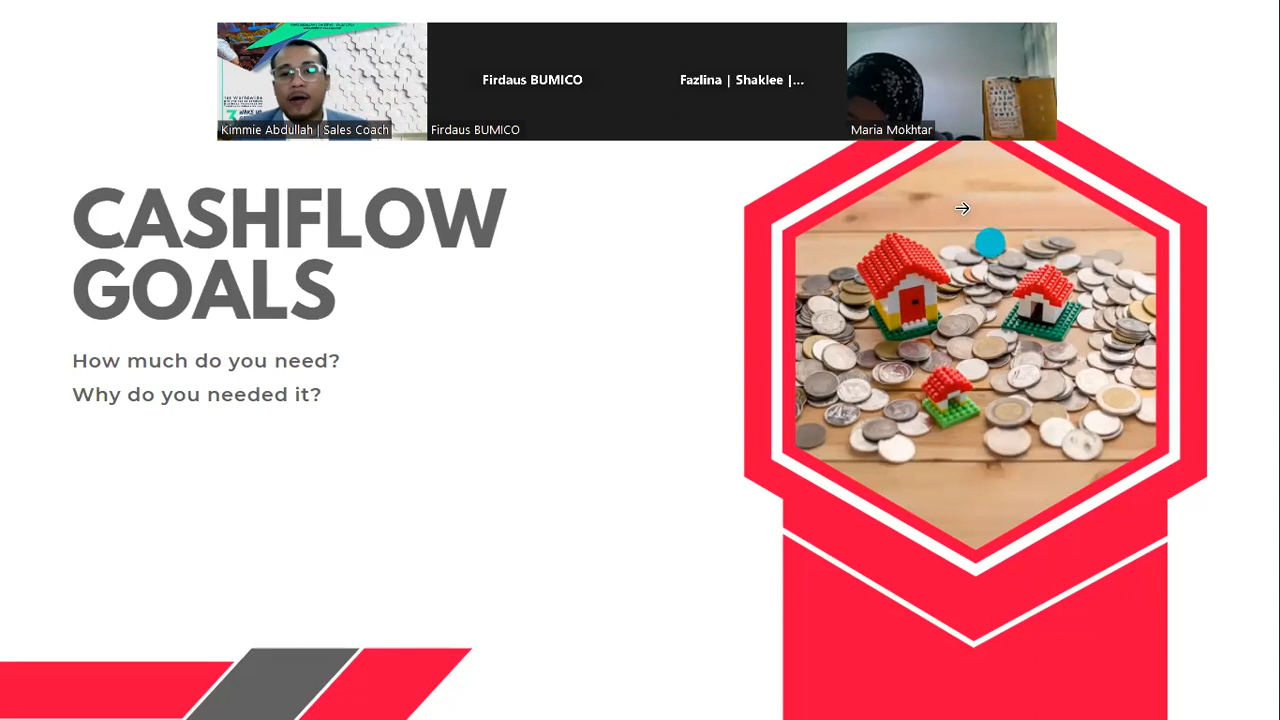 Firdaus BUMICO
Fazlina | Shaklee |...
Kimmie Abdullah | Sales Coach
Firdaus BUMICO
Maria Mokhtar
CASHFLOW
GOALS
How much do you need?
Why do you needed it?